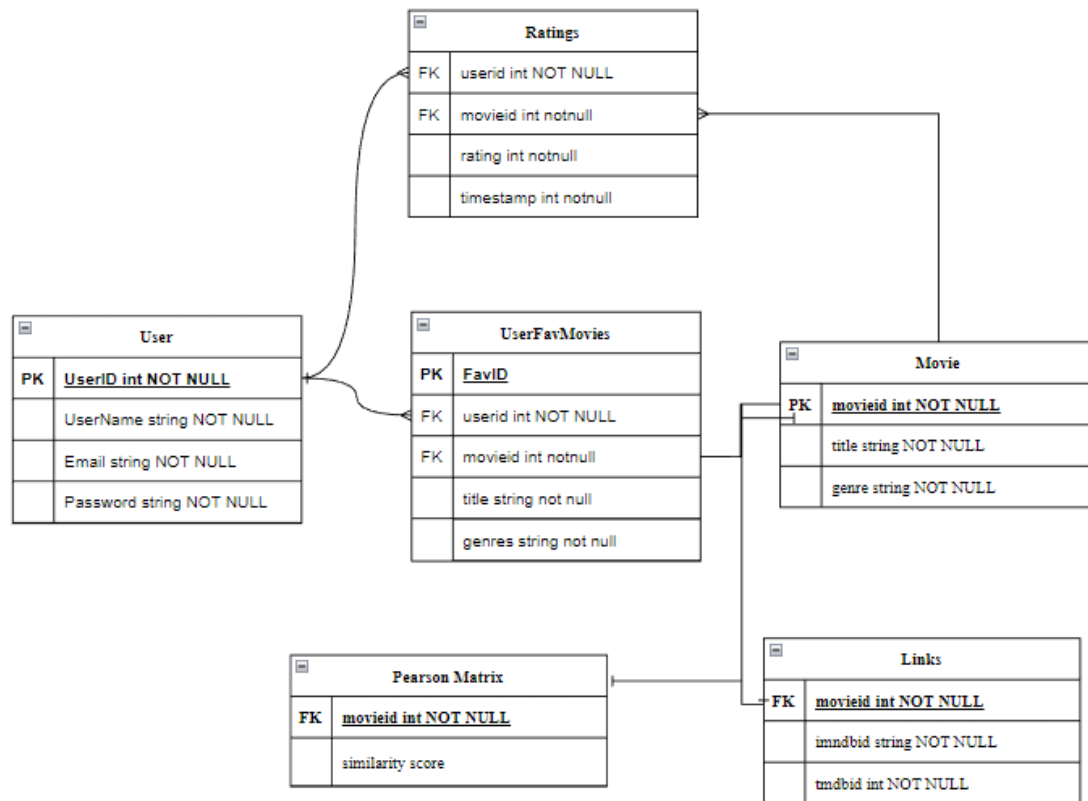 Ratings
FK userid int NOT NULL
FK movieid int notnull
rating int notnull
timestamp int notnull
User
PK UserID int NOT NULL
UserName string NOT NULL
Email string NOT NULL
Password string NOT NULL
UserFavMovies
PK FavID
FK userid int NOT NULL
FK movieid int notnull
title string not null
genres string not null
Movie
PK movieid int NOT NULL
title string NOT NULL
genre string NOT NULL
Pearson Matrix
FK movieid int NOT NULL
similarity score
Links
FK movieid int NOT NULL
imndbid string NOT NULL
tmdbid int NOT NULL